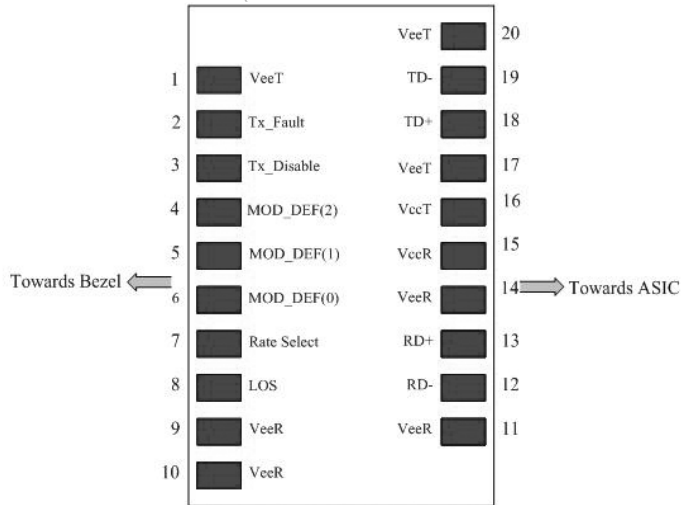 VeeT 20
1 VeeT TD- 19
2 Tx_Fault TD+ 18
3 Tx_Disable VeeT 17
4 MOD_DEF(2) VccT 16
5 MOD_DEF(1) VccR 15
Towards Bezel 6 MOD_DEF(0) VeeR 14 Towards ASIC
7 Rate Select RD+ 13
8 LOS RD- 12
9 VeeR VeeR 11
10 VeeR